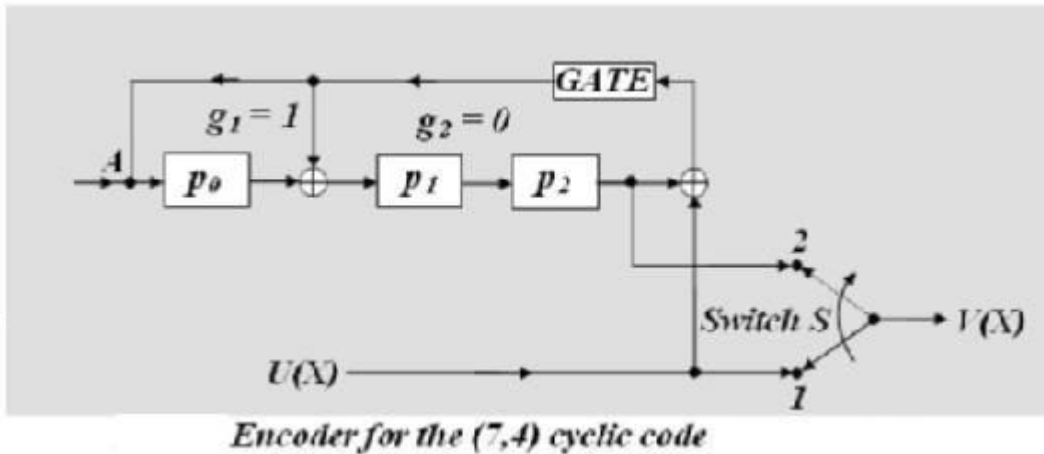 GATE
g₁ = 1
g₂ = 0
A
p₀
p₁
p₂
2
Switch S
V(X)
U(X)
1
Encoder for the (7,4) cyclic code